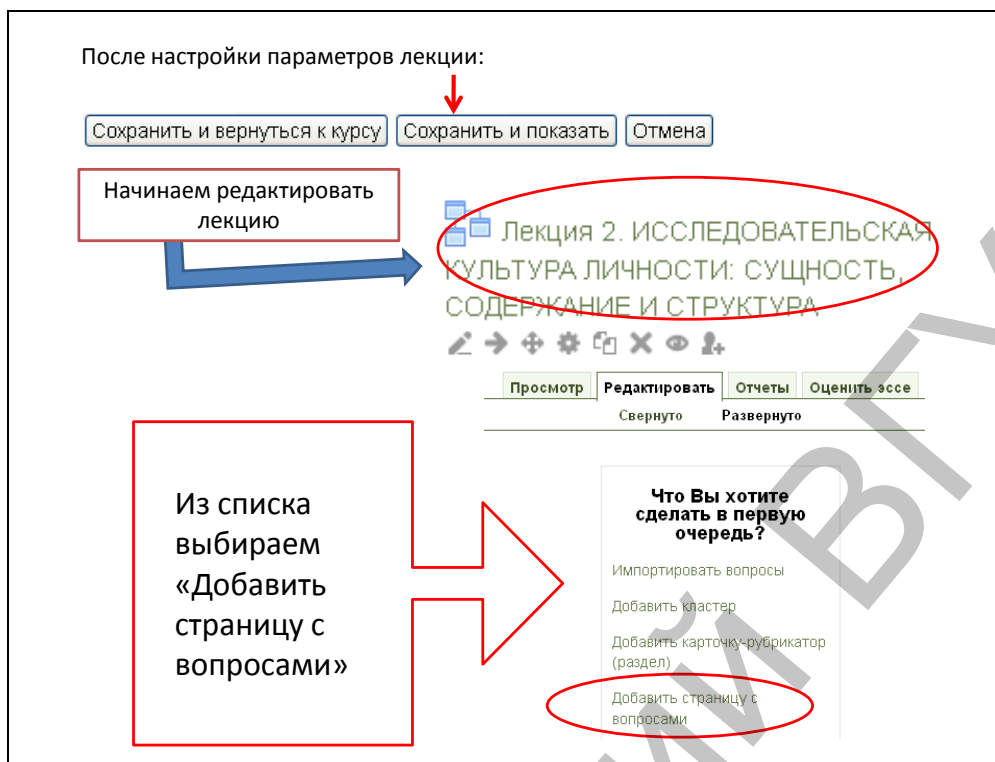 После настройки параметров лекции:
Сохранить и вернуться к курсу Сохранить и показать Отмена
Начинаем редактировать
лекцию
Лекция 2. ИССЛЕДОВАТЕЛЬСКАЯ
КУЛЬТУРА ЛИЧНОСТИ: СУЩНОСТЬ,
СОДЕРЖАНИЕ И СТРУКТУРА
Просмотр Редактировать Отчеты Оценить эссе
Свернуто Развернуто
Из списка
выбираем
«Добавить
страницу с
вопросами»
Что Вы хотите
сделать в первую
очередь?
Импортировать вопросы
Добавить кластер
Добавить карточку-рубрикатор
(раздел)
Добавить страницу с
вопросами
ИЙ ВГУ